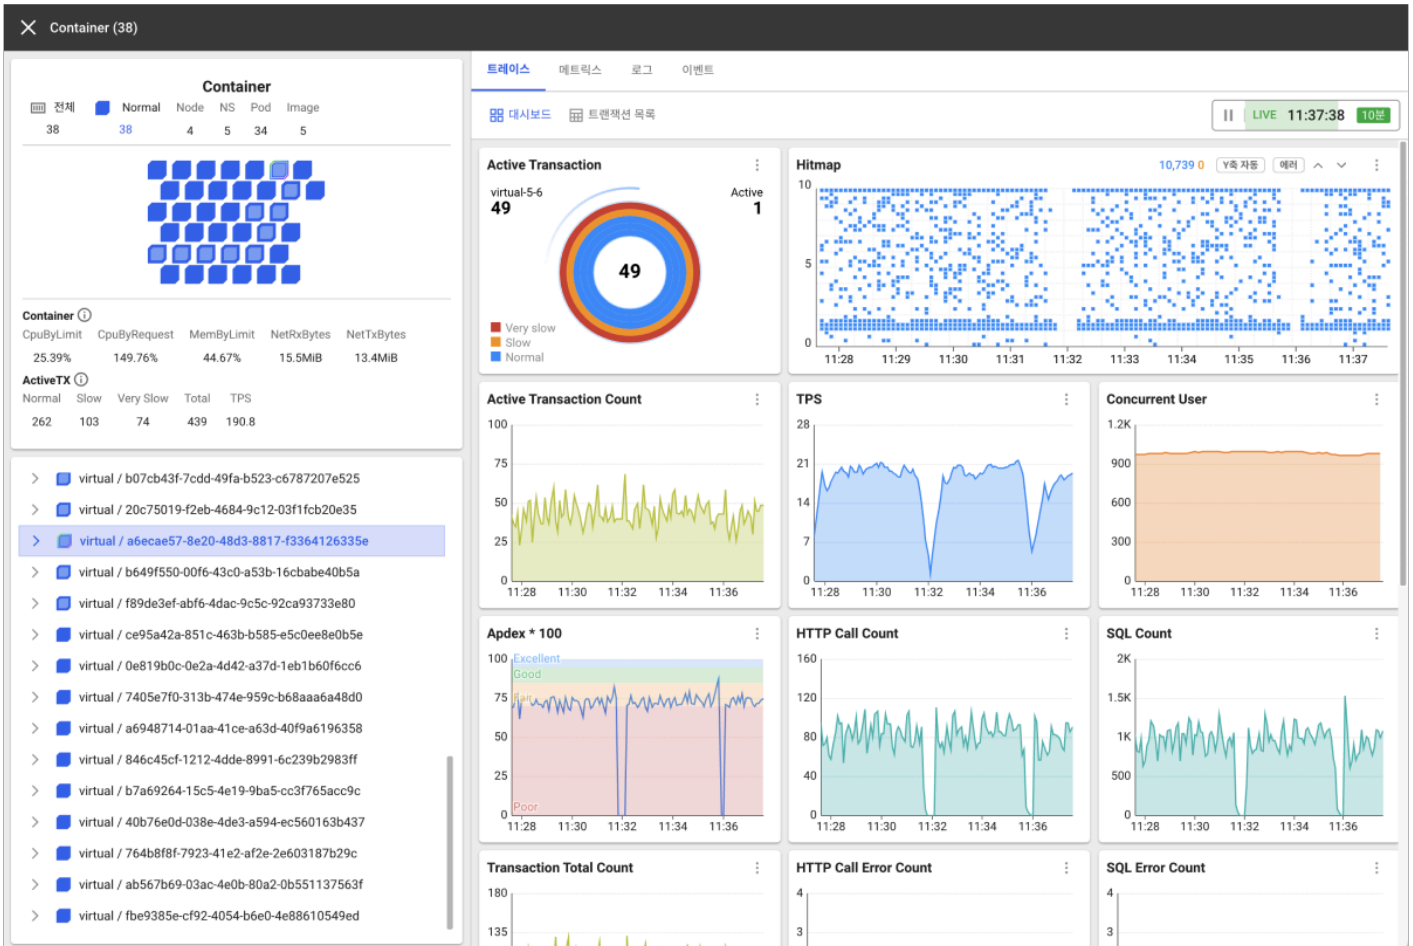 Container (38)
Container
전체 Normal Node NS Pod Image
38 38 4 5 34 5
Container
CpuByLimit CpuByRequest MemByLimit NetRxBytes NetTxBytes
25.39% 149.76% 44.67% 15.5MiB 13.4MiB
ActiveTX
Normal Slow Very Slow Total TPS
262 103 74 439 190.8
virtual / b07cb43f-7cdd-49fa-b523-c6787207e525
virtual / 20c75019-f2eb-4684-9c12-03f1fcb20e35
virtual / a6ecae57-8e20-48d3-8817-f3364126335e
virtual / b649f550-00f6-43c0-a53b-16cbabe40b5a
virtual / f89de3ef-abf6-4dac-9c5c-92ca93733e80
virtual / ce95a42a-851c-463b-b585-e5c0ee8e0b5e
virtual / 0e819b0c-0e2a-4d42-a37d-1eb1b60f6cc6
virtual / 7405e7f0-313b-474e-959c-b68aaa6a48d0
virtual / a6948714-01aa-41ce-a63d-40f9a6196358
virtual / 846c45cf-1212-4dde-8991-6c239b2983ff
virtual / b7a69264-15c5-4e19-9ba5-cc3f765acc9c
virtual / 40b76e0d-038e-4de3-a594-ec560163b437
virtual / 764b8f8f-7923-41e2-af2e-2e603187b29c
virtual / ab567b69-03ac-4e0b-80a2-0b551137563f
virtual / fbe9385e-cf92-4054-b6e0-4e88610549ed
트레이스 메트릭스 로그 이벤트
대시보드 트랜잭션 목록
LIVE 11:37:38 10분
Active Transaction
virtual-5-6
49
Active
1
49
Very slow
Slow
Normal
Hitmap
10,739 0 Y축 자동 에러
10
5
0
11:28 11:29 11:30 11:31 11:32 11:33 11:34 11:35 11:36 11:37
Active Transaction Count
100
75
50
25
0
11:28 11:30 11:32 11:34 11:36
TPS
28
21
14
7
0
11:28 11:30 11:32 11:34 11:36
Concurrent User
1.2K
900
600
300
0
11:28 11:30 11:32 11:34 11:36
Apdex * 100
100
75
50
25
0
Excellent
Good
Fair
Poor
11:28 11:30 11:32 11:34 11:36
HTTP Call Count
160
120
80
40
0
11:28 11:30 11:32 11:34 11:36
SQL Count
2K
1.5K
1K
500
0
11:28 11:30 11:32 11:34 11:36
Transaction Total Count
180
135
HTTP Call Error Count
4
3
SQL Error Count
4
3